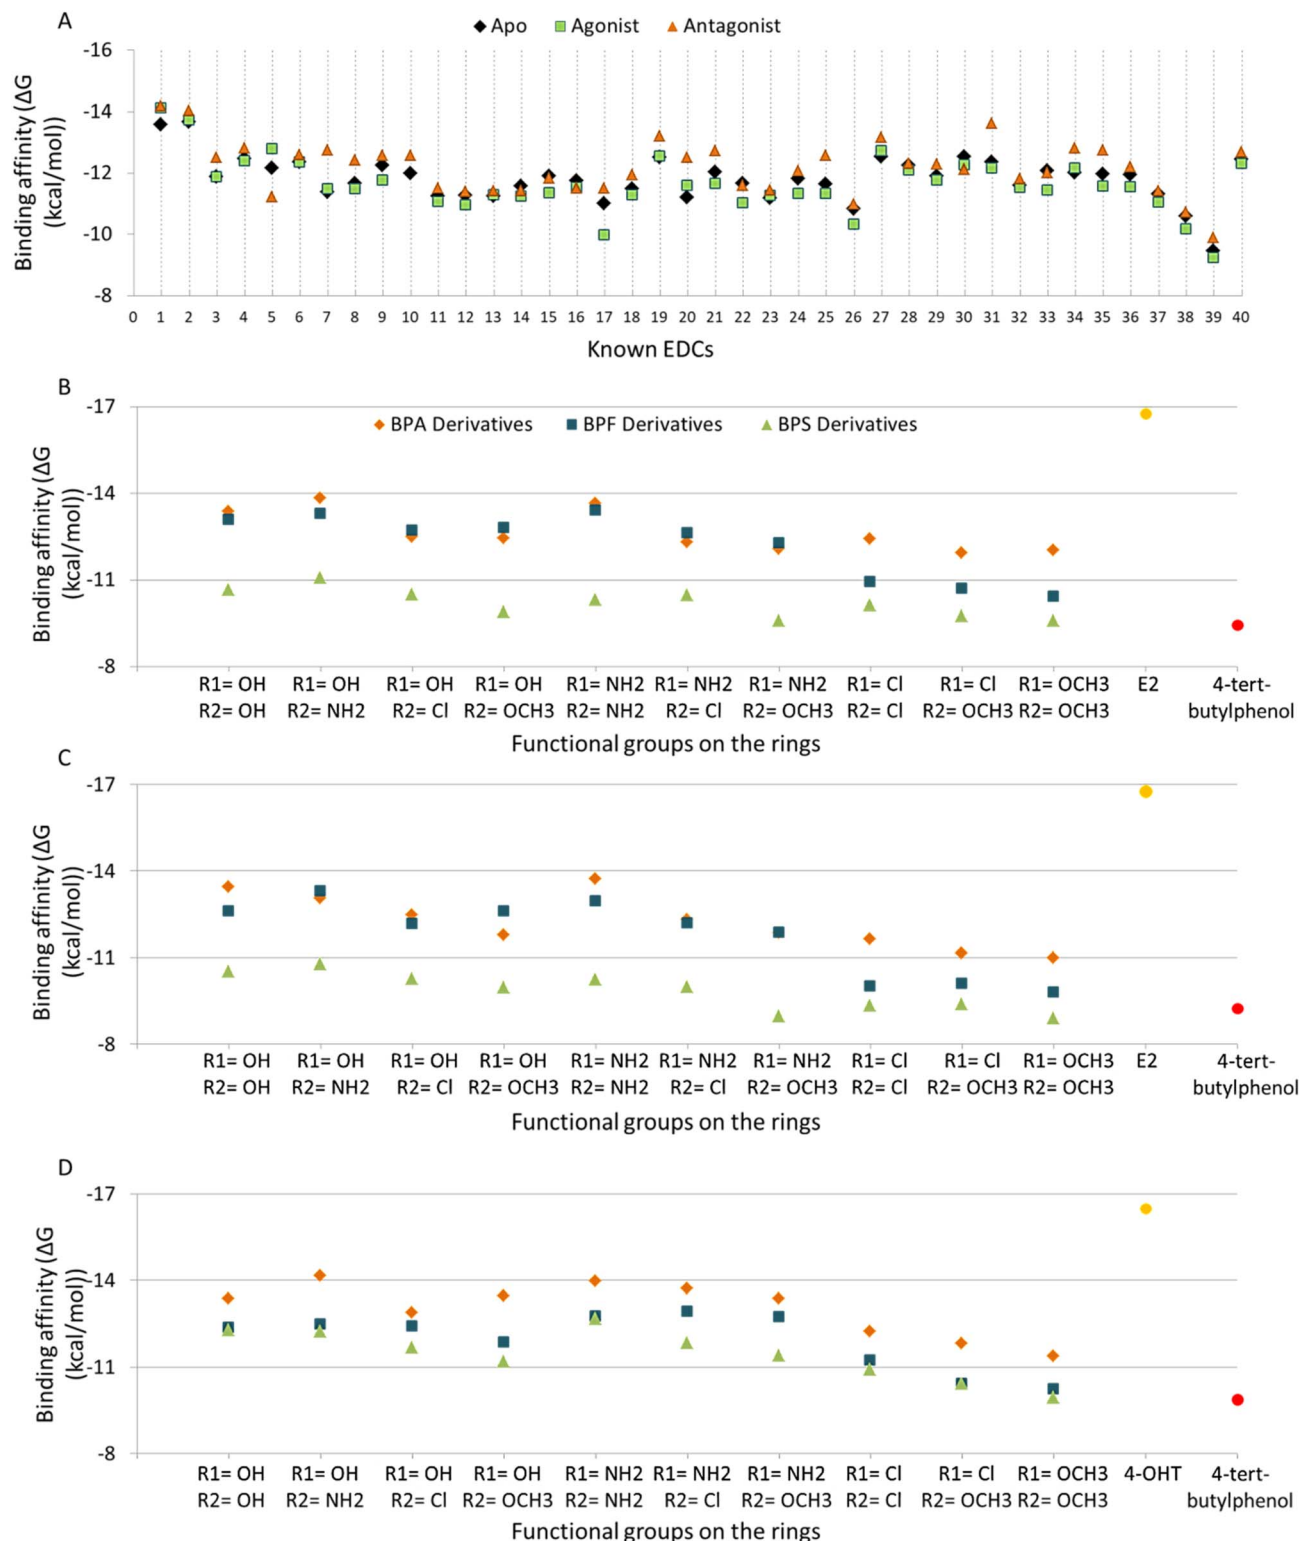 A
Apo Agonist Antagonist
Binding affinity (ΔG
(kcal/mol))
-16
-14
-12
-10
-8
0 1 2 3 4 5 6 7 8 9 10 11 12 13 14 15 16 17 18 19 20 21 22 23 24 25 26 27 28 29 30 31 32 33 34 35 36 37 38 39 40
Known EDCs
B
BPA Derivatives BPF Derivatives BPS Derivatives
Binding affinity (ΔG
(kcal/mol))
-17
-14
-11
-8
R1= OH R1= OH R1= OH R1= OH R1= NH2 R1= NH2 R1= NH2 R1= Cl R1= Cl R1= OCH3 E2 4-tert-
R2= OH R2= NH2 R2= Cl R2= OCH3 R2= NH2 R2= Cl R2= OCH3 R2= Cl R2= OCH3 R2= OCH3 butylphenol
Functional groups on the rings
C
Binding affinity (ΔG
(kcal/mol))
-17
-14
-11
-8
R1= OH R1= OH R1= OH R1= OH R1= NH2 R1= NH2 R1= NH2 R1= Cl R1= Cl R1= OCH3 E2 4-tert-
R2= OH R2= NH2 R2= Cl R2= OCH3 R2= NH2 R2= Cl R2= OCH3 R2= Cl R2= OCH3 R2= OCH3 butylphenol
Functional groups on the rings
D
Binding affinity (ΔG
(kcal/mol))
-17
-14
-11
-8
R1= OH R1= OH R1= OH R1= OH R1= NH2 R1= NH2 R1= NH2 R1= Cl R1= Cl R1= OCH3 4-OHT 4-tert-
R2= OH R2= NH2 R2= Cl R2= OCH3 R2= NH2 R2= Cl R2= OCH3 R2= Cl R2= OCH3 R2= OCH3 butylphenol
Functional groups on the rings